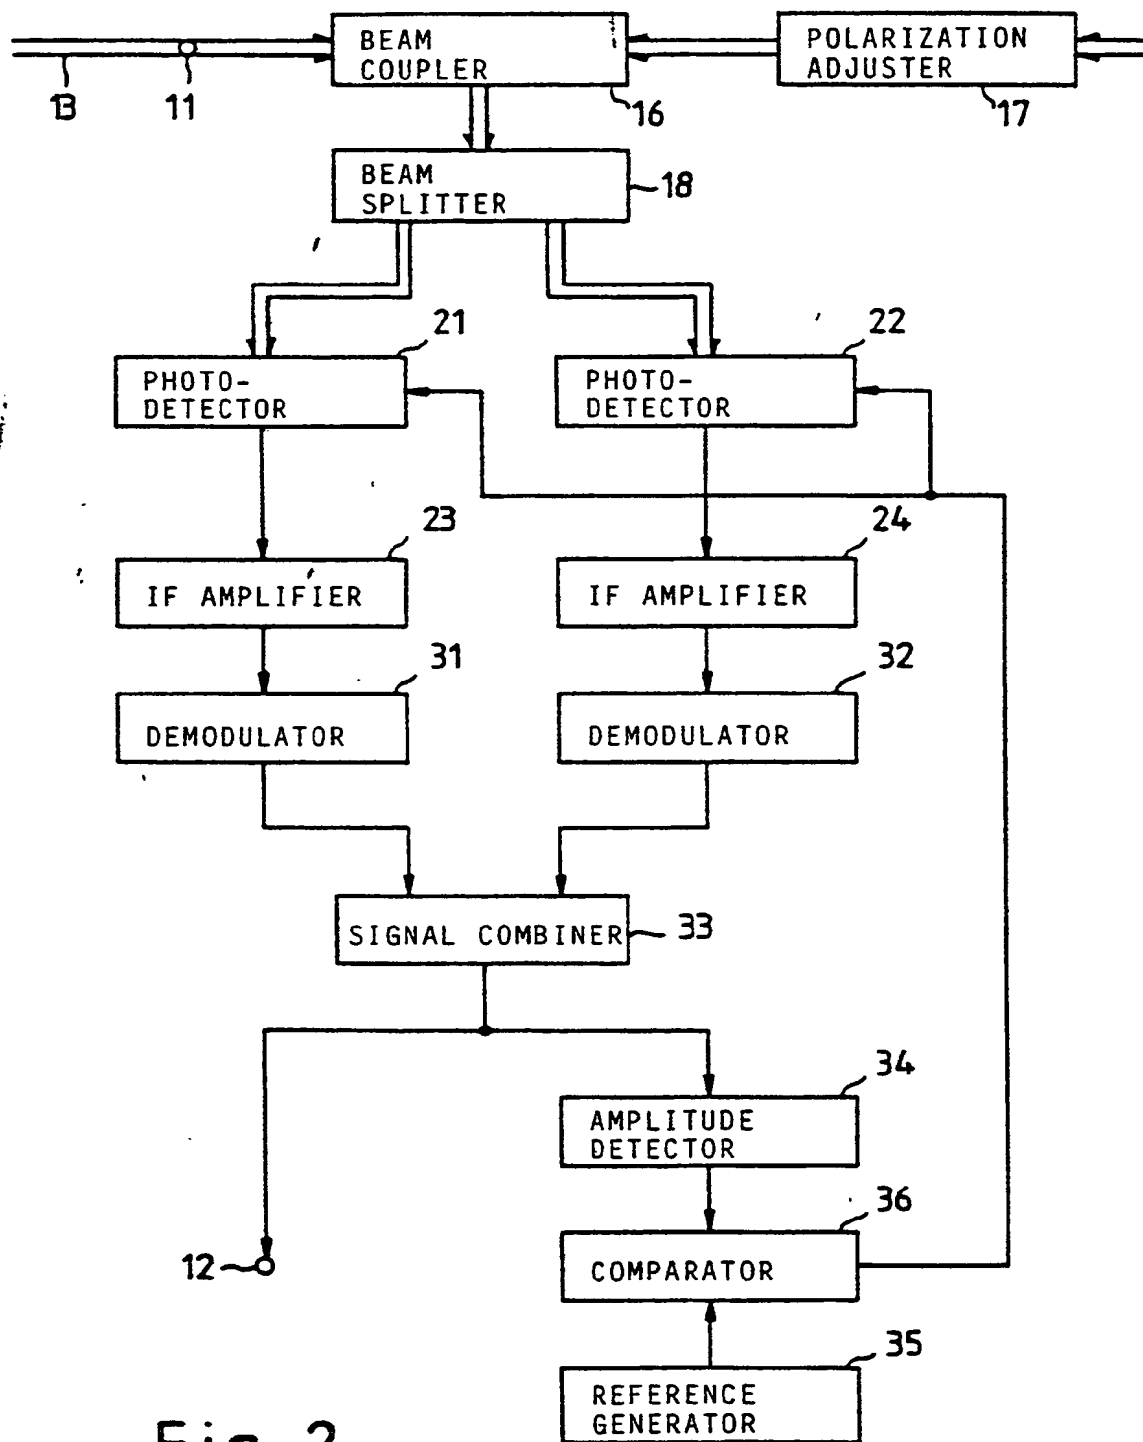 BEAM
COUPLER
POLARIZATION
ADJUSTER
13
11
16
17
BEAM
SPLITTER
18
21
22
PHOTO-
DETECTOR
PHOTO-
DETECTOR
23
24
IF AMPLIFIER
IF AMPLIFIER
31
32
DEMODULATOR
DEMODULATOR
SIGNAL COMBINER
33
34
AMPLITUDE
DETECTOR
36
12
COMPARATOR
35
REFERENCE
GENERATOR
Fig. 2